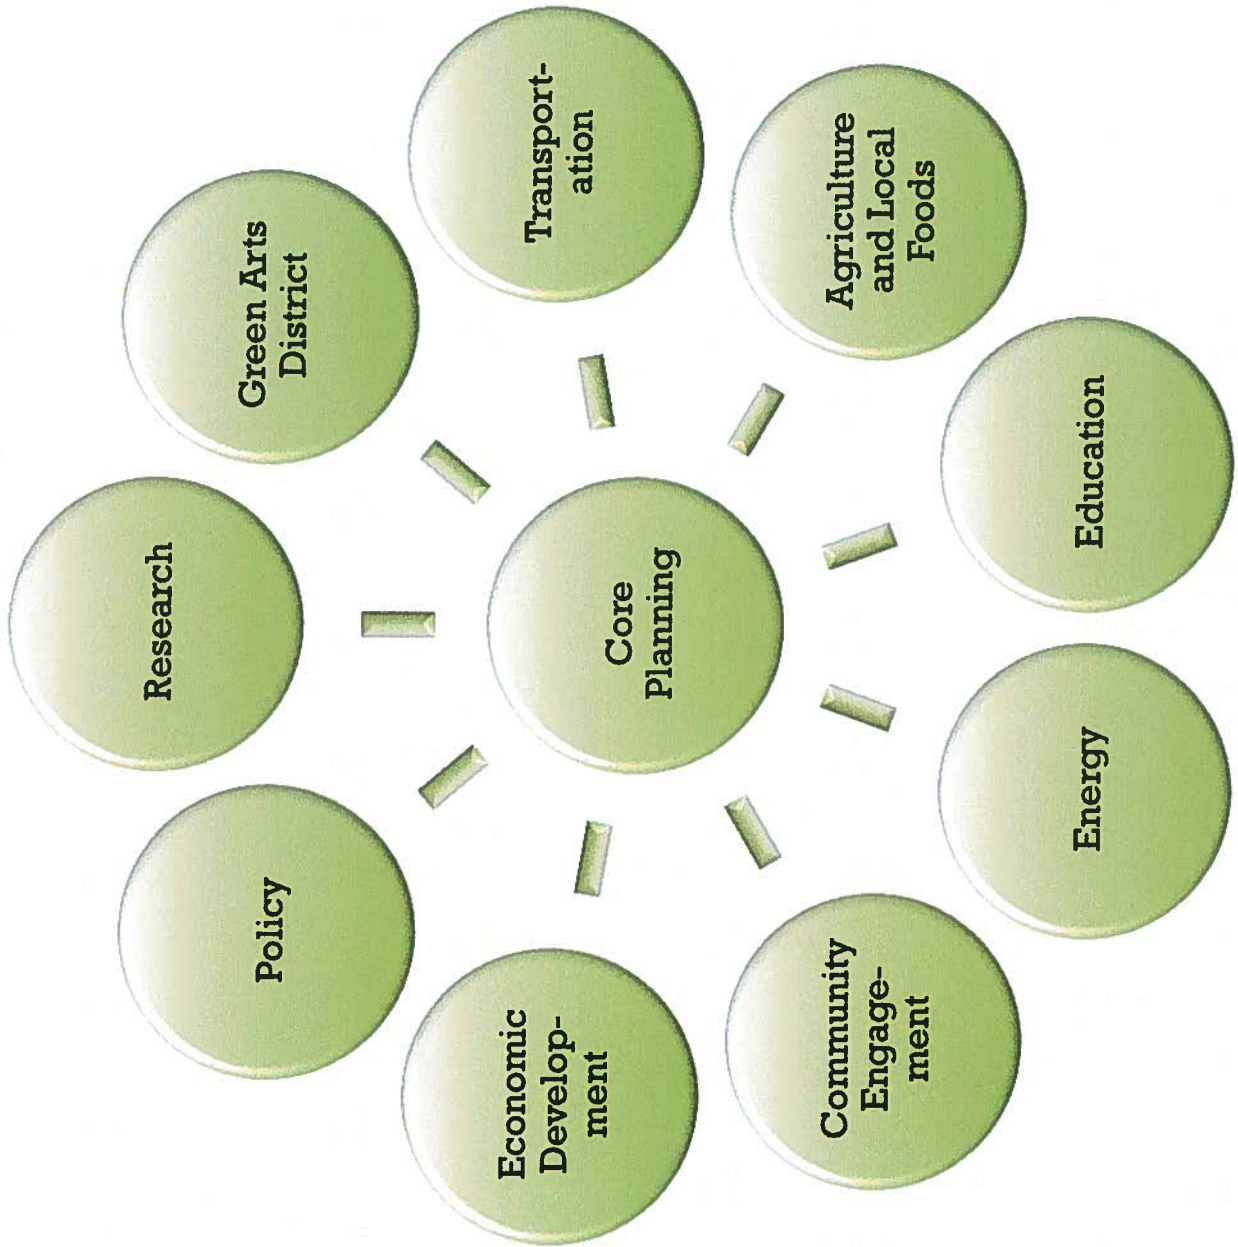 Core
Planning
Research
Green Arts
District
Transport-
ation
Agriculture
and Local
Foods
Education
Energy
Community
Engage-
ment
Economic
Develop-
ment
Policy